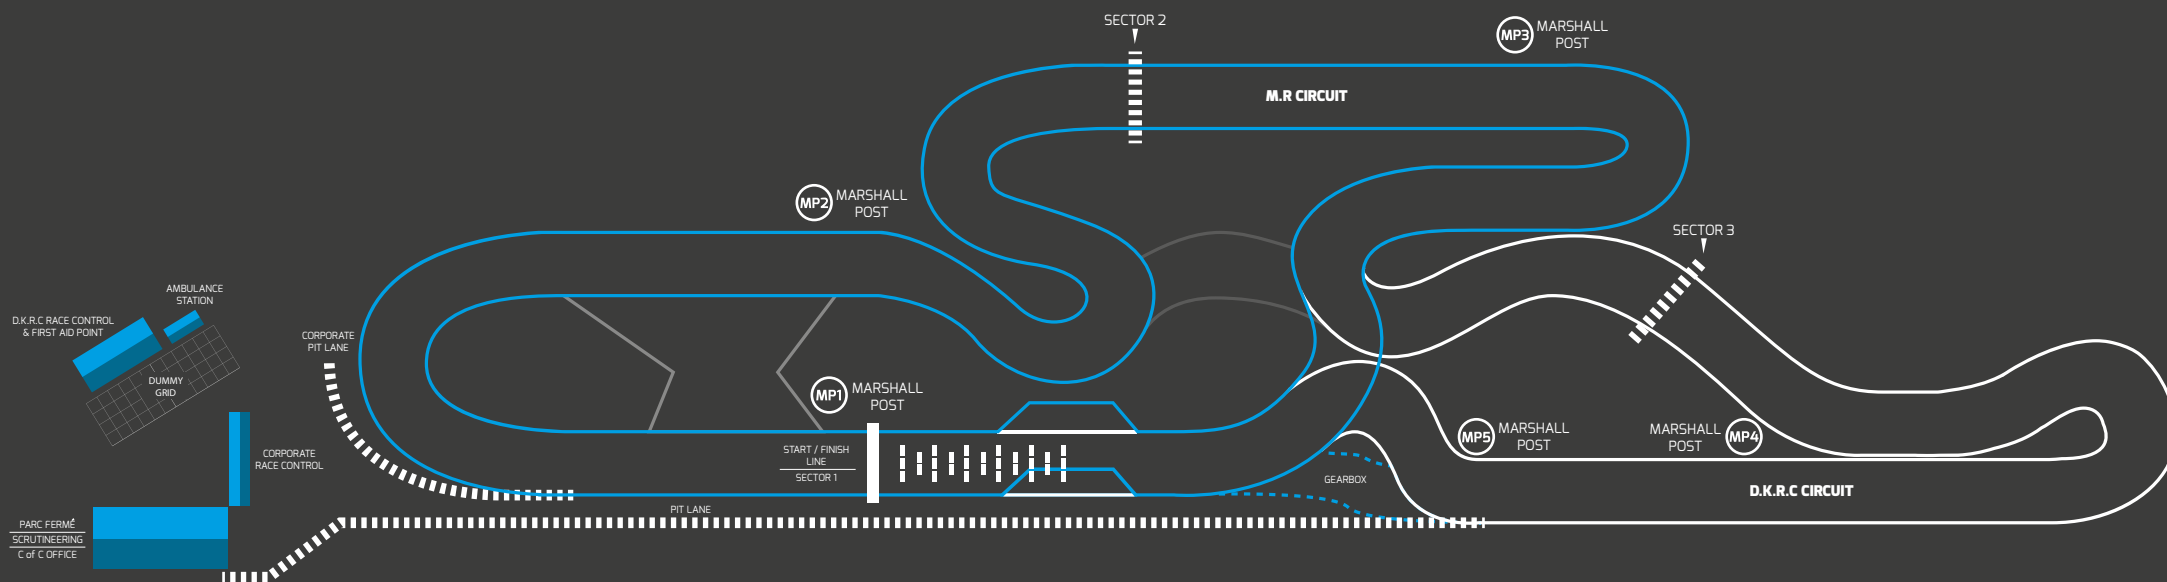 SECTOR 2
MP3
MARSHALL
POST
M.R CIRCUIT
MP2
MARSHALL
POST
SECTOR 3
AMBULANCE
STATION
D.K.R.C RACE CONTROL
& FIRST AID POINT
CORPORATE
PIT LANE
DUMMY
GRID
MP1
MARSHALL
POST
START / FINISH
LINE
SECTOR 1
MP5
MARSHALL
POST
MARSHALL
POST
MP4
CORPORATE
RACE CONTROL
GEARBOX
D.K.R.C CIRCUIT
PIT LANE
PARC FERMÉ
SCRUTINEERING
C of C OFFICE